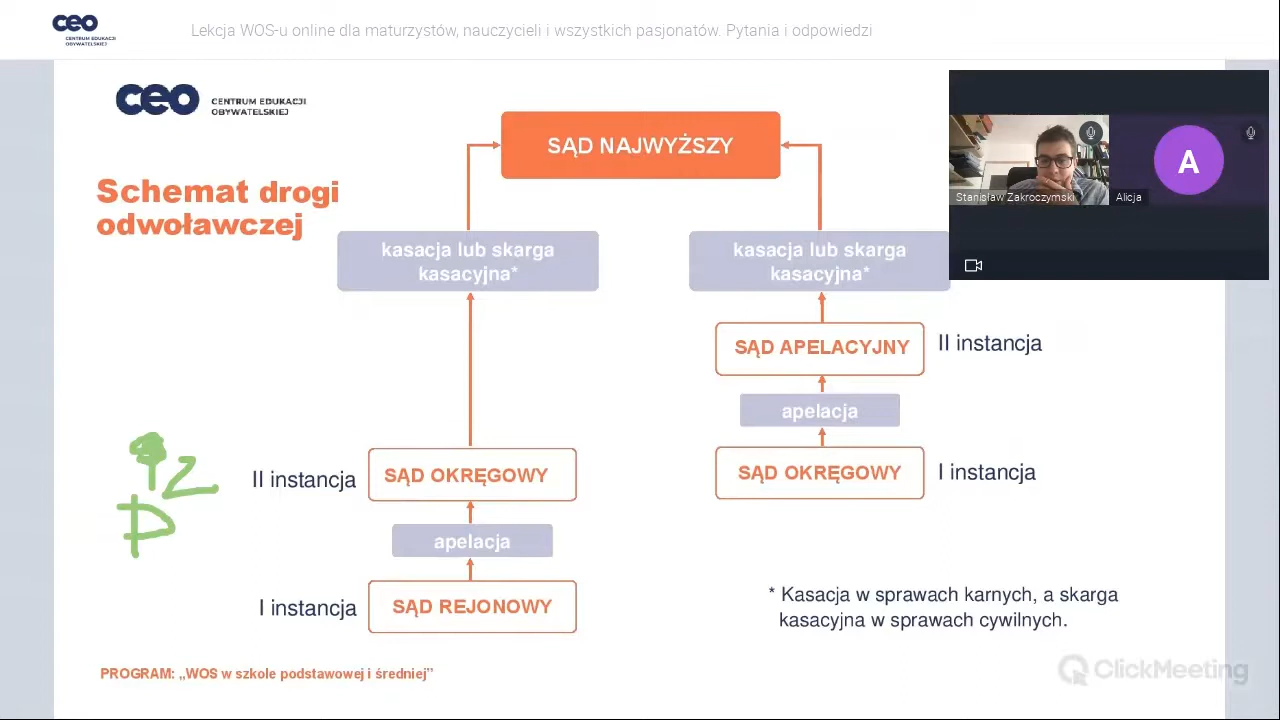 ceo
CENTRUM EDUKACJI
OBYWATELSKIEJ
Lekcja WOS-u online dla maturzystów, nauczycieli i wszystkich pasjonatów. Pytania i odpowiedzi
ceo
CENTRUM EDUKACJI
OBYWATELSKIEJ
Schemat drogi
odwoławczej
SĄD NAJWYŻSZY
kasacja lub skarga
kasacyjna*
kasacja lub skarga
kasacyjna*
Stanisław Zakroczymski
A
Alicja
SĄD APELACYJNY
II instancja
apelacja
SĄD OKRĘGOWY
I instancja
II instancja
SĄD OKRĘGOWY
apelacja
I instancja
SĄD REJONOWY
* Kasacja w sprawach karnych, a skarga
kasacyjna w sprawach cywilnych.
PROGRAM: „WOS w szkole podstawowej i średniej”
ClickMeeting